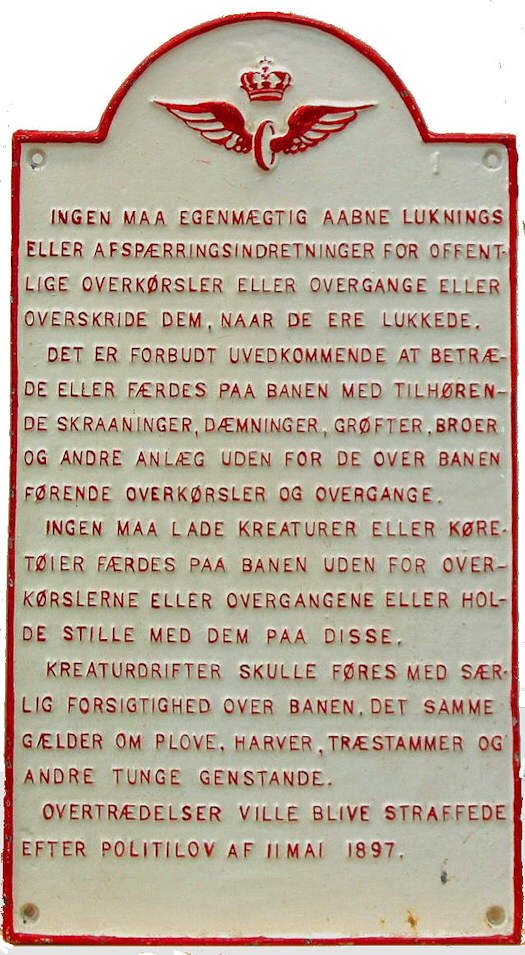 INGEN MAA EGENMÆGTIG AABNE LUKNINGS
ELLER AFSPÆRRINGSINDRETNINGER FOR OFFENT-
LIGE OVERKØRSLER ELLER OVERGANGE ELLER
OVERSKRIDE DEM, NAAR DE ERE LUKKEDE.
DET ER FORBUDT UVEDKOMMENDE AT BETRÆ-
DE ELLER FÆRDES PAA BANEN MED TILHØREN-
DE SKRAANINGER, DÆMNINGER, GRØFTER, BROER
OG ANDRE ANLÆG UDEN FOR DE OVER BANEN
FØRENDE OVERKØRSLER OG OVERGANGE.
INGEN MAA LADE KREATURER ELLER KØRE-
TØIER FÆRDES PAA BANEN UDEN FOR OVER-
KØRSLERNE ELLER OVERGANGENE ELLER HOL-
DE STILLE MED DEM PAA DISSE.
KREATURDRIFTER SKULLE FØRES MED SÆR-
LIG FORSIGTIGHED OVER BANEN, DET SAMME
GÆLDER OM PLOVE, HARVER, TRÆSTAMMER OG
ANDRE TUNGE GENSTANDE.
OVERTRÆDELSER VILLE BLIVE STRAFFEDE
EFTER POLITILOV AF 11 MAI 1897.